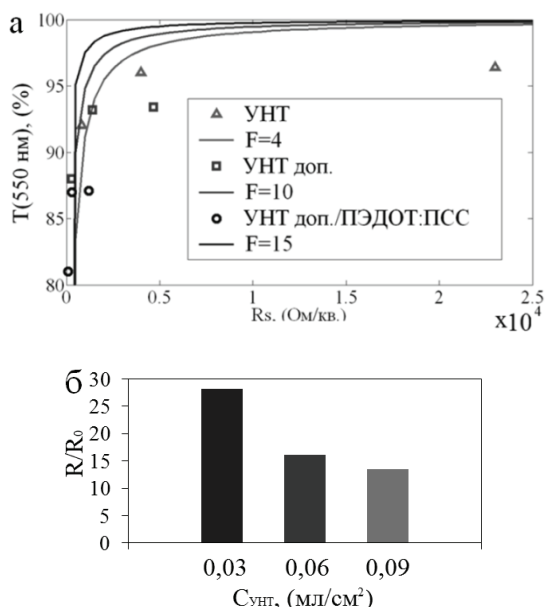 а
100
95
90
85
80
T(550 нм), (%)
УНТ
F=4
УНТ доп.
F=10
УНТ доп./ПЭДОТ:ПСС
F=15
0 0.5 1 1.5 2 2.5
Rs, (Ом/кв.)
x10⁴
б
30
25
20
15
10
5
0
R/R₀
0,03 0,06 0,09
Cунт, (мл/см²)